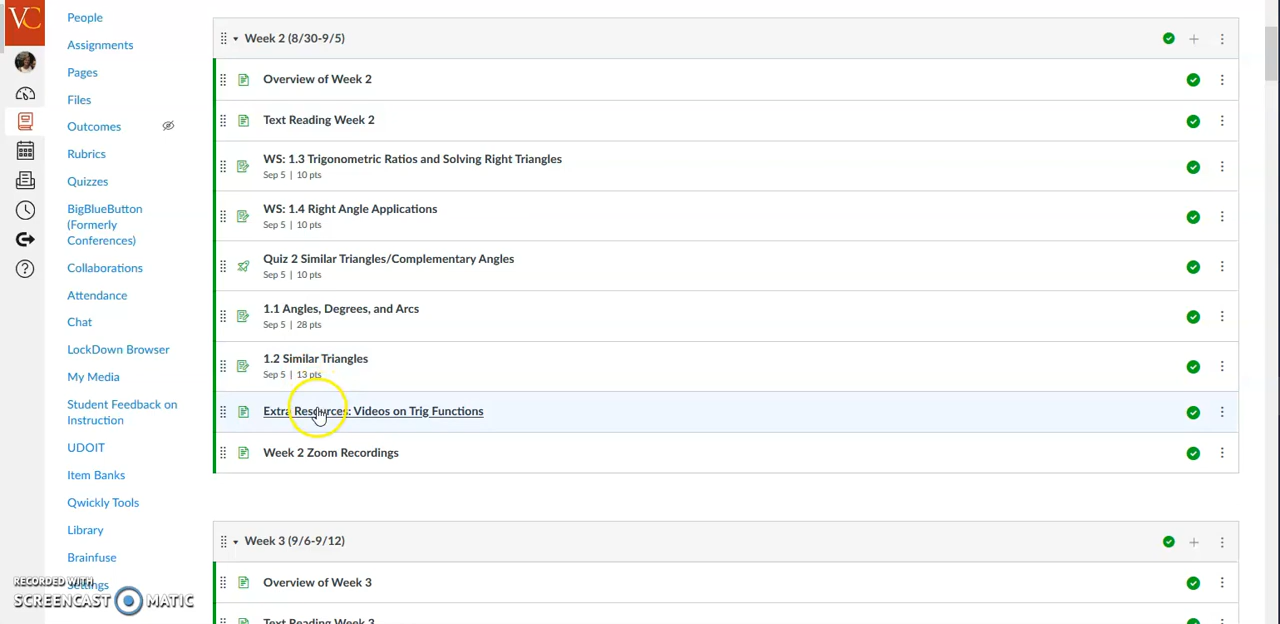 VC
People
Assignments
Pages
Files
Outcomes
Rubrics
Quizzes
BigBlueButton
(Formerly
Conferences)
Collaborations
Attendance
Chat
LockDown Browser
My Media
Student Feedback on
Instruction
UDOIT
Item Banks
Qwickly Tools
Library
Brainfuse
Settings
RECORDED WITH
SCREENCAST MATIC
Week 2 (8/30-9/5)
Overview of Week 2
Text Reading Week 2
WS: 1.3 Trigonometric Ratios and Solving Right Triangles
Sep 5 | 10 pts
WS: 1.4 Right Angle Applications
Sep 5 | 10 pts
Quiz 2 Similar Triangles/Complementary Angles
Sep 5 | 10 pts
1.1 Angles, Degrees, and Arcs
Sep 5 | 28 pts
1.2 Similar Triangles
Sep 5 | 13 pts
Extra Resources: Videos on Trig Functions
Week 2 Zoom Recordings
Week 3 (9/6-9/12)
Overview of Week 3
Text Reading Week 3